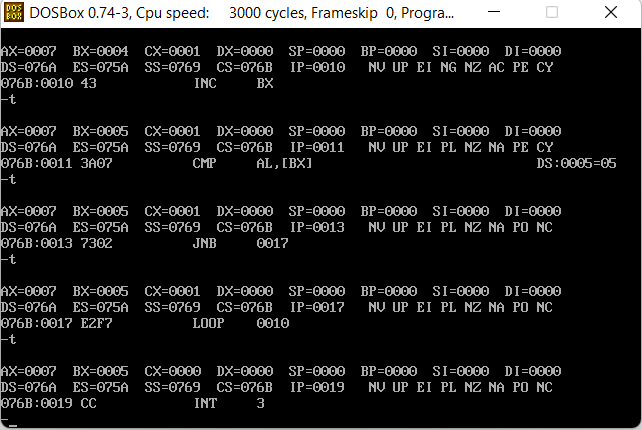 DOSBox 0.74-3, Cpu speed:    3000 cycles, Frameskip  0, Progra...
AX=0007  BX=0004  CX=0001  DX=0000  SP=0000  BP=0000  SI=0000  DI=0000
DS=076A  ES=075A  SS=0769  CS=076B  IP=0010   NV UP EI NG NZ AC PE CY
076B:0010 43            INC     BX
-t
AX=0007  BX=0005  CX=0001  DX=0000  SP=0000  BP=0000  SI=0000  DI=0000
DS=076A  ES=075A  SS=0769  CS=076B  IP=0011   NV UP EI PL NZ NA PE CY
076B:0011 3A07          CMP     AL,[BX]                            DS:0005=05
-t
AX=0007  BX=0005  CX=0001  DX=0000  SP=0000  BP=0000  SI=0000  DI=0000
DS=076A  ES=075A  SS=0769  CS=076B  IP=0013   NV UP EI PL NZ NA PO NC
076B:0013 7302          JNB     0017
-t
AX=0007  BX=0005  CX=0001  DX=0000  SP=0000  BP=0000  SI=0000  DI=0000
DS=076A  ES=075A  SS=0769  CS=076B  IP=0017   NV UP EI PL NZ NA PO NC
076B:0017 E2F7          LOOP    0010
-t
AX=0007  BX=0005  CX=0000  DX=0000  SP=0000  BP=0000  SI=0000  DI=0000
DS=076A  ES=075A  SS=0769  CS=076B  IP=0019   NV UP EI PL NZ NA PO NC
076B:0019 CC            INT     3
-_